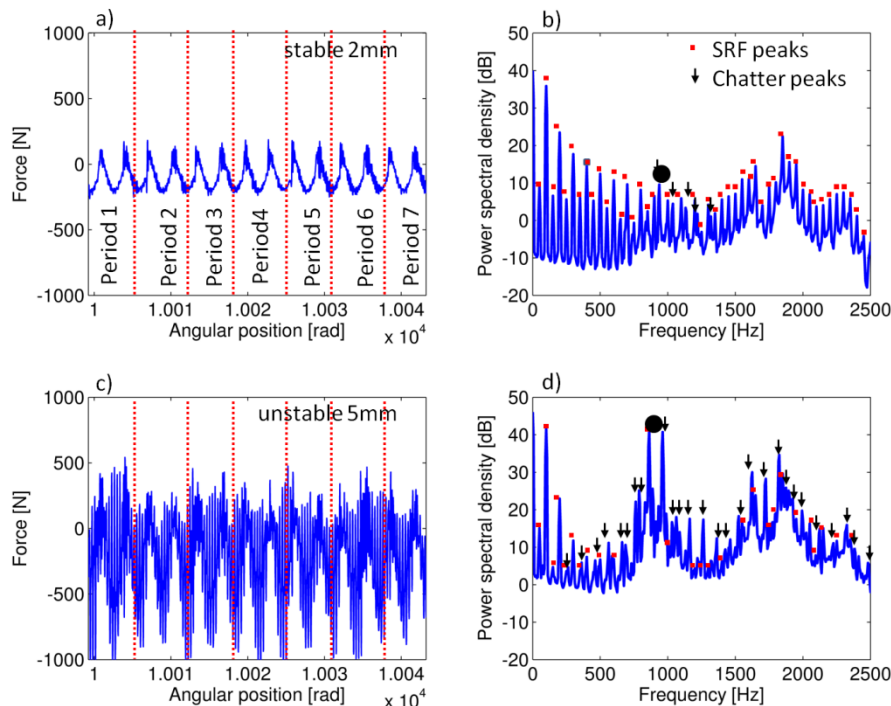 a)
1000
500
0
-500
-1000
Force [N]
stable 2mm
Period 1
Period 2
Period 3
Period4
Period 5
Period 6
Period 7
1 1.001 1.002 1.003 1.004
Angular position [rad]
x 10⁴
b)
50
40
30
20
10
0
-10
-20
Power spectral density [dB]
SRF peaks
Chatter peaks
0 500 1000 1500 2000 2500
Frequency [Hz]
c)
1000
500
0
-500
-1000
Force [N]
unstable 5mm
1 1.001 1.002 1.003 1.004
Angular position [rad]
x 10⁴
d)
50
40
30
20
10
0
-10
-20
Power spectral density [dB]
0 500 1000 1500 2000 2500
Frequency [Hz]